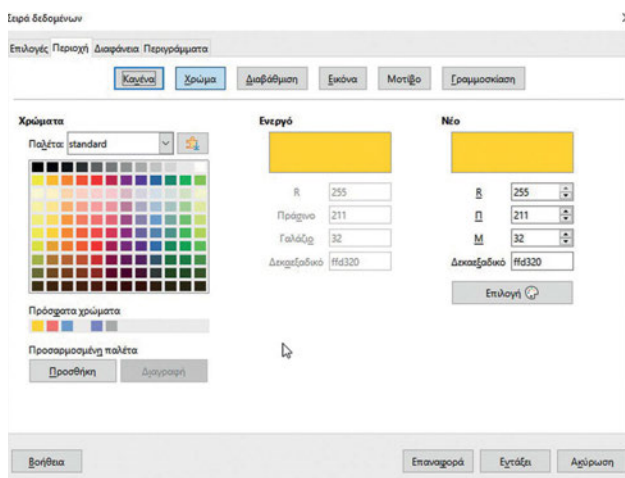 Σειρά δεδομένων
Επιλογές Περιοχή Διαφάνεια Περιγράμματα
Κανένα Χρώμα Διαβάθμιση Εικόνα Μοτίβο Γραμμοσκίαση
Χρώματα Ενεργό Νέο
Παλέτα: standard
R 255 R 255
Πράσινο 211 Π 211
Γαλάζιο 32 Μ 32
Δεκαεξαδικό ffd320 Δεκαεξαδικό ffd320
Επιλογή
Πρόσφατα χρώματα
Προσαρμοσμένη παλέτα
Προσθήκη Διαγραφή
Βοήθεια Επαναφορά Εντάξει Ακύρωση